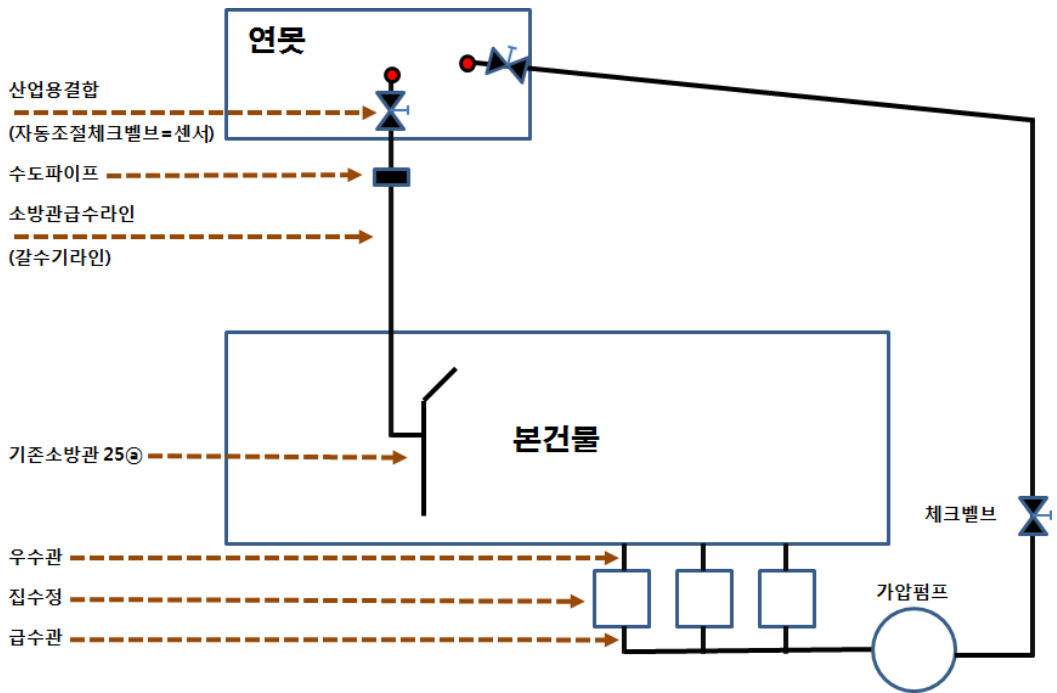 연못
산업용결합
(자동조절체크벨브=센서)
수도파이프
소방관급수라인
(갈수기라인)
본건물
기존소방관 25ⓐ
체크벨브
우수관
집수정
가압펌프
급수관